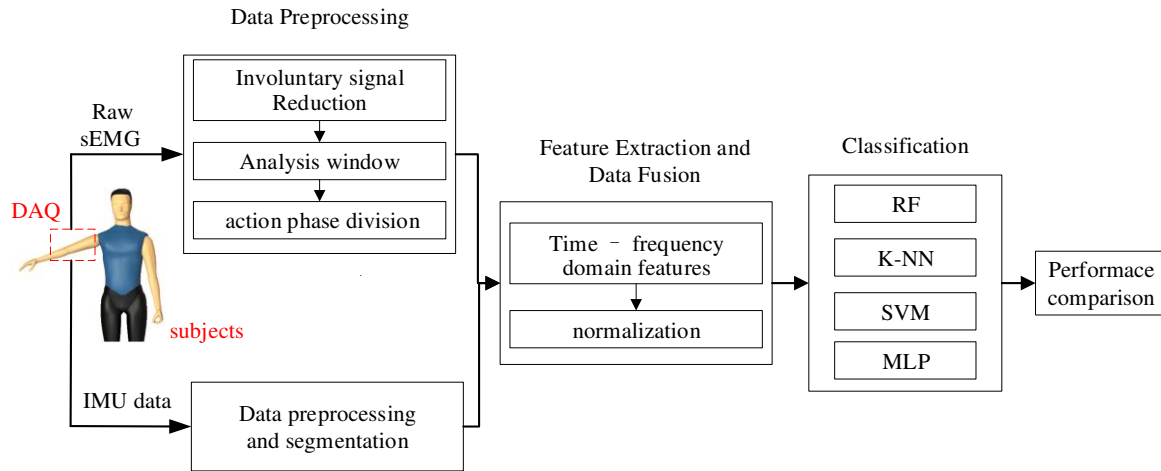 Data Preprocessing
Involuntary signal
Reduction
Raw
sEMG
Analysis window
action phase division
DAQ
subjects
IMU data
Data preprocessing
and segmentation
Feature Extraction and
Data Fusion
Time - frequency
domain features
normalization
Classification
RF
K-NN
SVM
MLP
Performace
comparison